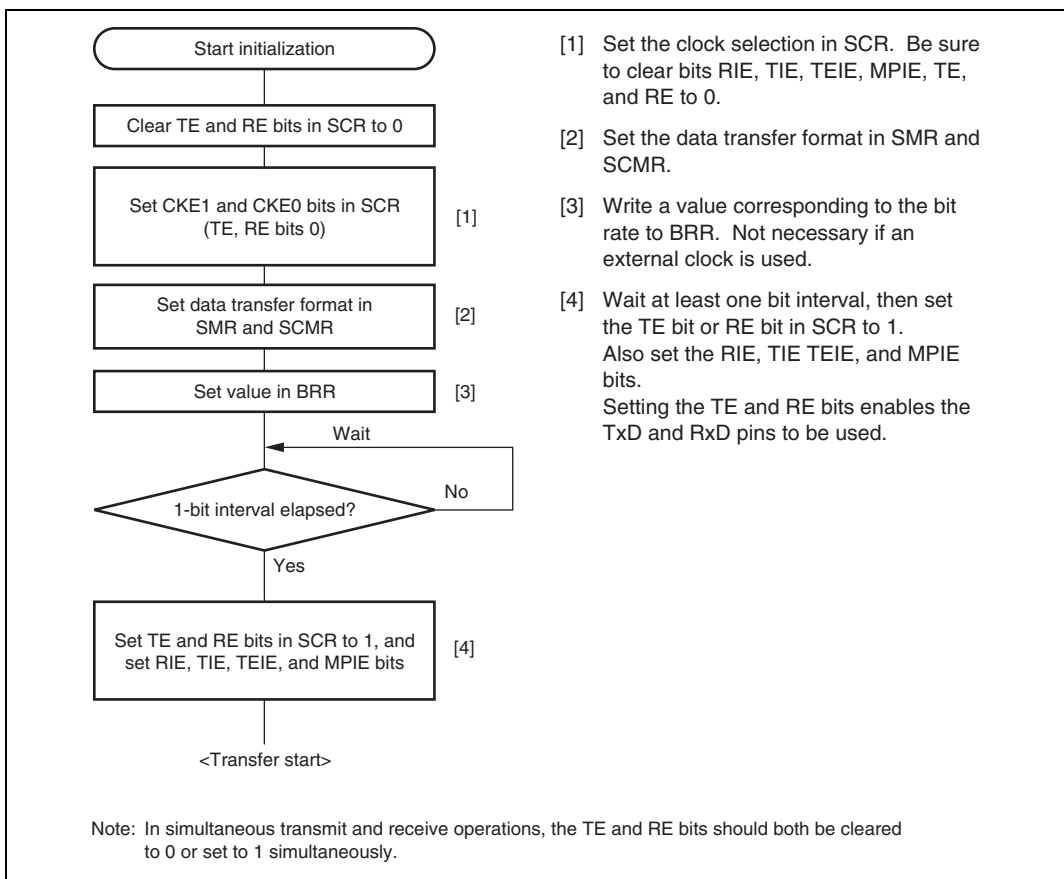 Start initialization
Clear TE and RE bits in SCR to 0
Set CKE1 and CKE0 bits in SCR
(TE, RE bits 0)
[1]
Set data transfer format in
SMR and SCMR
[2]
Set value in BRR
[3]
Wait
No
1-bit interval elapsed?
Yes
Set TE and RE bits in SCR to 1, and
set RIE, TIE, TEIE, and MPIE bits
[4]
<Transfer start>
[1] Set the clock selection in SCR. Be sure
to clear bits RIE, TIE, TEIE, MPIE, TE,
and RE to 0.
[2] Set the data transfer format in SMR and
SCMR.
[3] Write a value corresponding to the bit
rate to BRR. Not necessary if an
external clock is used.
[4] Wait at least one bit interval, then set
the TE bit or RE bit in SCR to 1.
Also set the RIE, TIE TEIE, and MPIE
bits.
Setting the TE and RE bits enables the
TxD and RxD pins to be used.
Note: In simultaneous transmit and receive operations, the TE and RE bits should both be cleared
to 0 or set to 1 simultaneously.